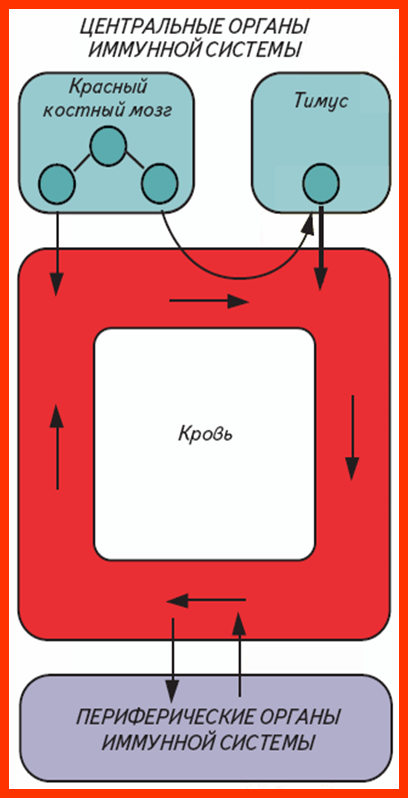 ЦЕНТРАЛЬНЫЕ ОРГАНЫ
ИММУННОЙ СИСТЕМЫ
Красный
костный мозг
Тимус
Кровь
ПЕРИФЕРИЧЕСКИЕ ОРГАНЫ
ИММУННОЙ СИСТЕМЫ